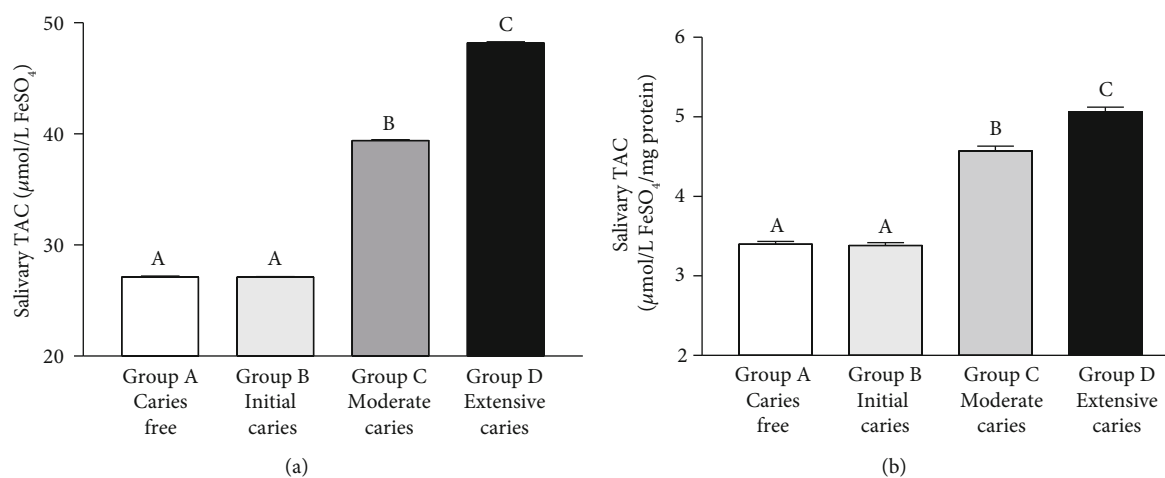 Salivary TAC (μmol/L FeSO₄)
50
40
30
20
A
A
B
C
Group A
Caries
free
Group B
Initial
caries
Group C
Moderate
caries
Group D
Extensive
caries
(a)
Salivary TAC
(μmol/L FeSO₄/mg protein)
6
5
4
3
2
A
A
B
C
Group A
Caries
free
Group B
Initial
caries
Group C
Moderate
caries
Group D
Extensive
caries
(b)